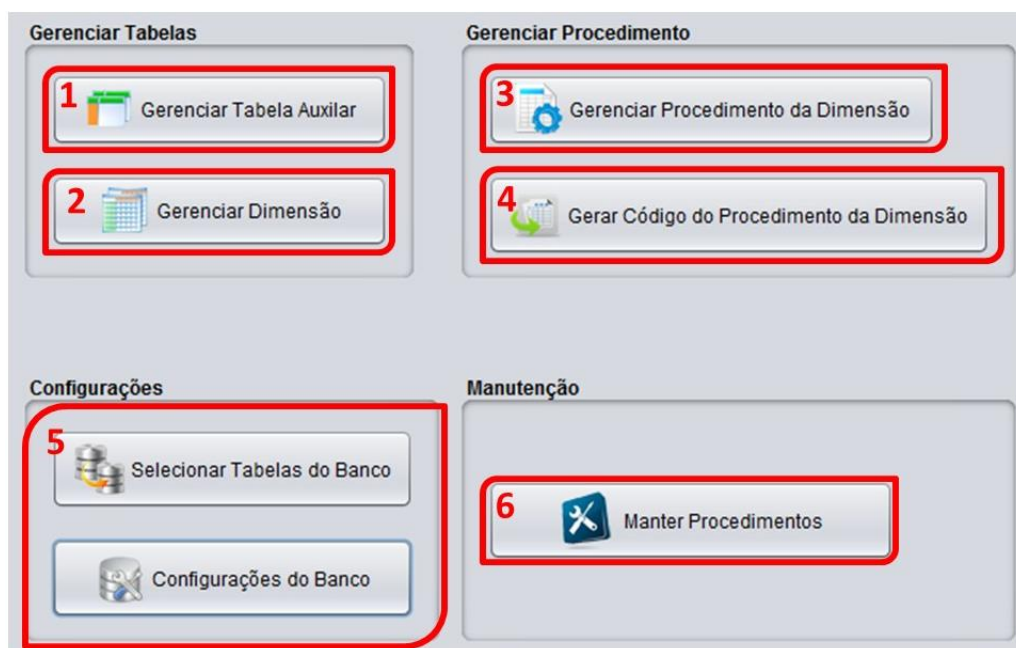 Gerenciar Tabelas
1 Gerenciar Tabela Auxilar
2 Gerenciar Dimensão
Gerenciar Procedimento
3 Gerenciar Procedimento da Dimensão
4 Gerar Código do Procedimento da Dimensão
Configurações
5 Selecionar Tabelas do Banco
Configurações do Banco
Manutenção
6 Manter Procedimentos